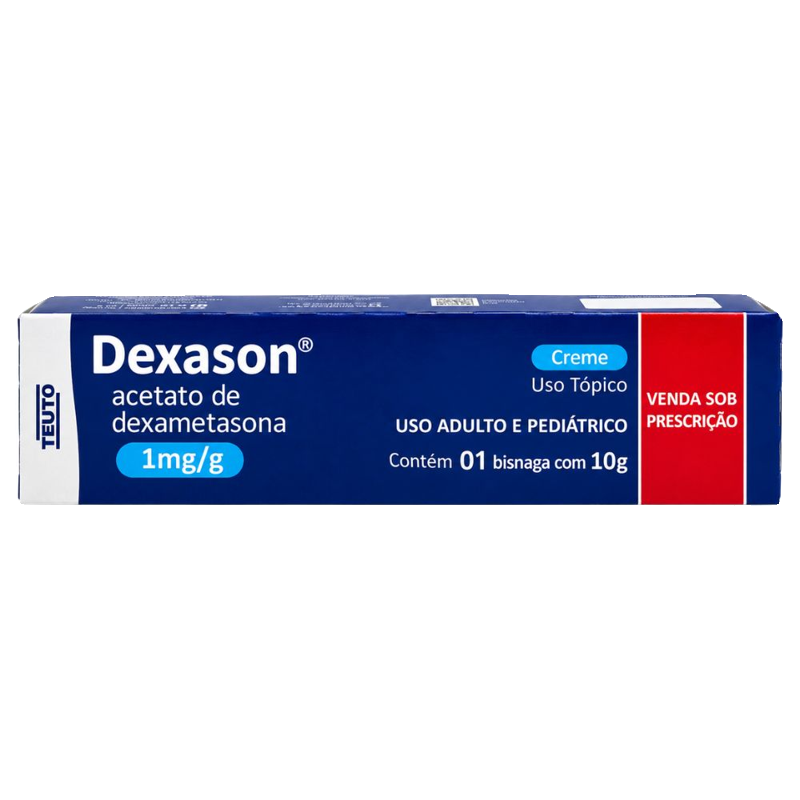 Dexason®
acetato de
dexametasona
1mg/g
TEUTO
Creme
Uso Tópico
USO ADULTO E PEDIÁTRICO
Contém 01 bisnaga com 10g
VENDA SOB
PRESCRIÇÃO